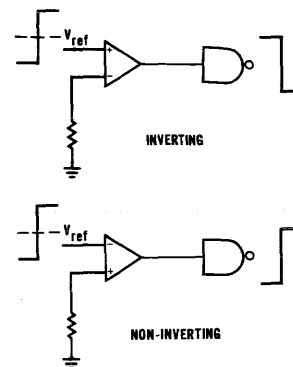 Vref
+
−
INVERTING
Vref
−
+
NON-INVERTING